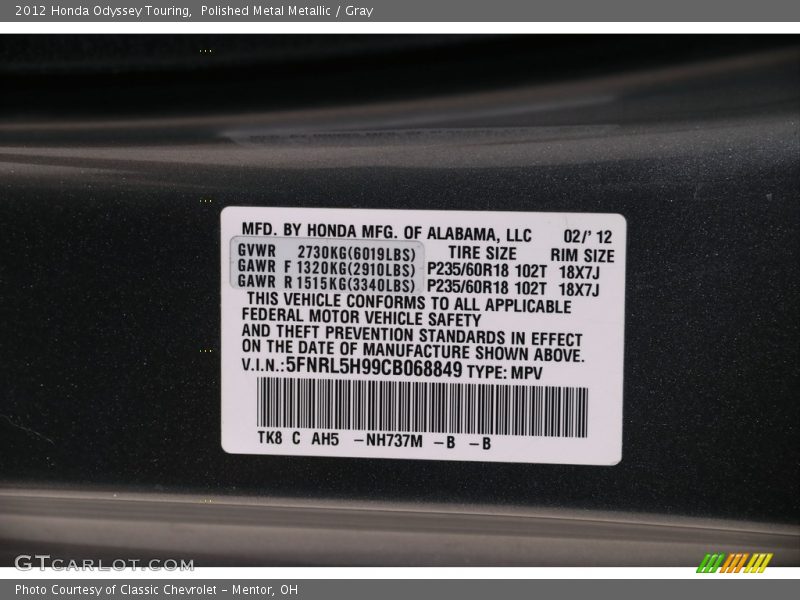 2012 Honda Odyssey Touring, Polished Metal Metallic / Gray
MFD. BY HONDA MFG. OF ALABAMA, LLC 02/' 12
GVWR 2730KG(6019LBS) TIRE SIZE RIM SIZE
GAWR F 1320KG(2910LBS) P235/60R18 102T 18X7J
GAWR R 1515KG(3340LBS) P235/60R18 102T 18X7J
THIS VEHICLE CONFORMS TO ALL APPLICABLE
FEDERAL MOTOR VEHICLE SAFETY
AND THEFT PREVENTION STANDARDS IN EFFECT
ON THE DATE OF MANUFACTURE SHOWN ABOVE.
V.I.N.:5FNRL5H99CB068849 TYPE: MPV
TK8 C AH5 -NH737M -B -B
GTCARLOT.COM
Photo Courtesy of Classic Chevrolet - Mentor, OH